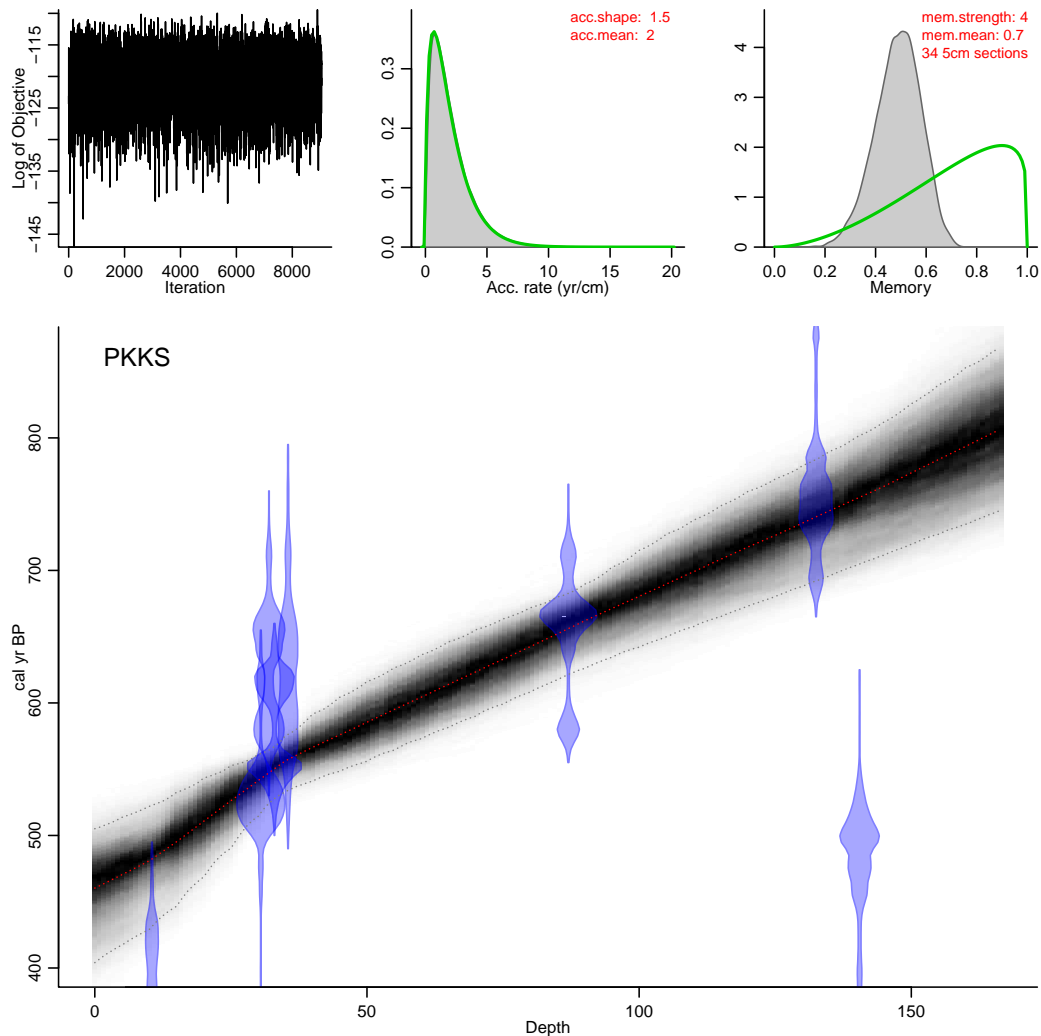 -145 -135 -125 -115
Log of Objective
0 2000 4000 6000 8000
Iteration
acc.shape: 1.5
acc.mean: 2
0.0 0.1 0.2 0.3
0 5 10 15 20
Acc. rate (yr/cm)
mem.strength: 4
mem.mean: 0.7
34 5cm sections
0 1 2 3 4
0.0 0.2 0.4 0.6 0.8 1.0
Memory
PKKS
400 500 600 700 800
cal yr BP
0 50 100 150
Depth